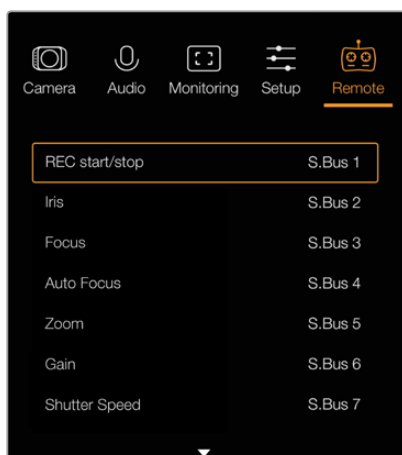 Camera Audio Monitoring Setup Remote
REC start/stop S.Bus 1
Iris S.Bus 2
Focus S.Bus 3
Auto Focus S.Bus 4
Zoom S.Bus 5
Gain S.Bus 6
Shutter Speed S.Bus 7